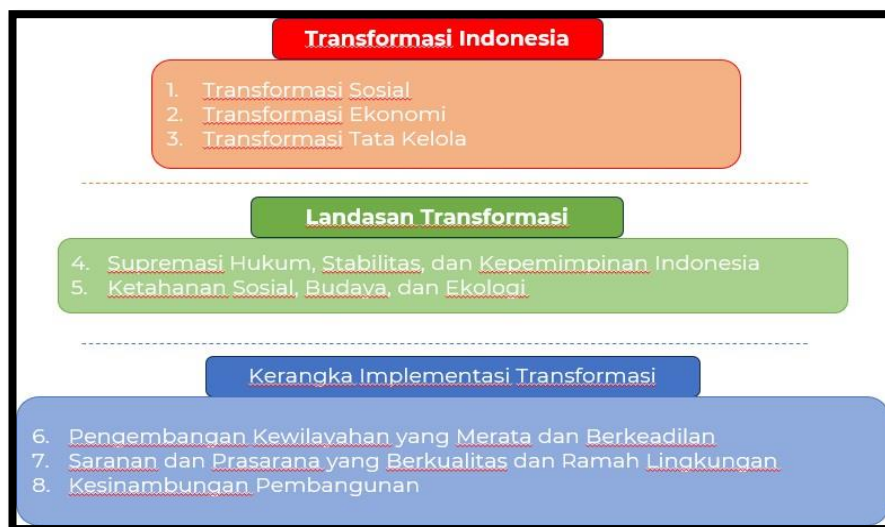 Transformasi Indonesia
1. Transformasi Sosial
2. Transformasi Ekonomi
3. Transformasi Tata Kelola
Landasan Transformasi
4. Supremasi Hukum, Stabilitas, dan Kepemimpinan Indonesia
5. Ketahanan Sosial, Budaya, dan Ekologi
Kerangka Implementasi Transformasi
6. Pengembangan Kewilayahan yang Merata dan Berkeadilan
7. Saranan dan Prasarana yang Berkualitas dan Ramah Lingkungan
8. Kesinambungan Pembangunan